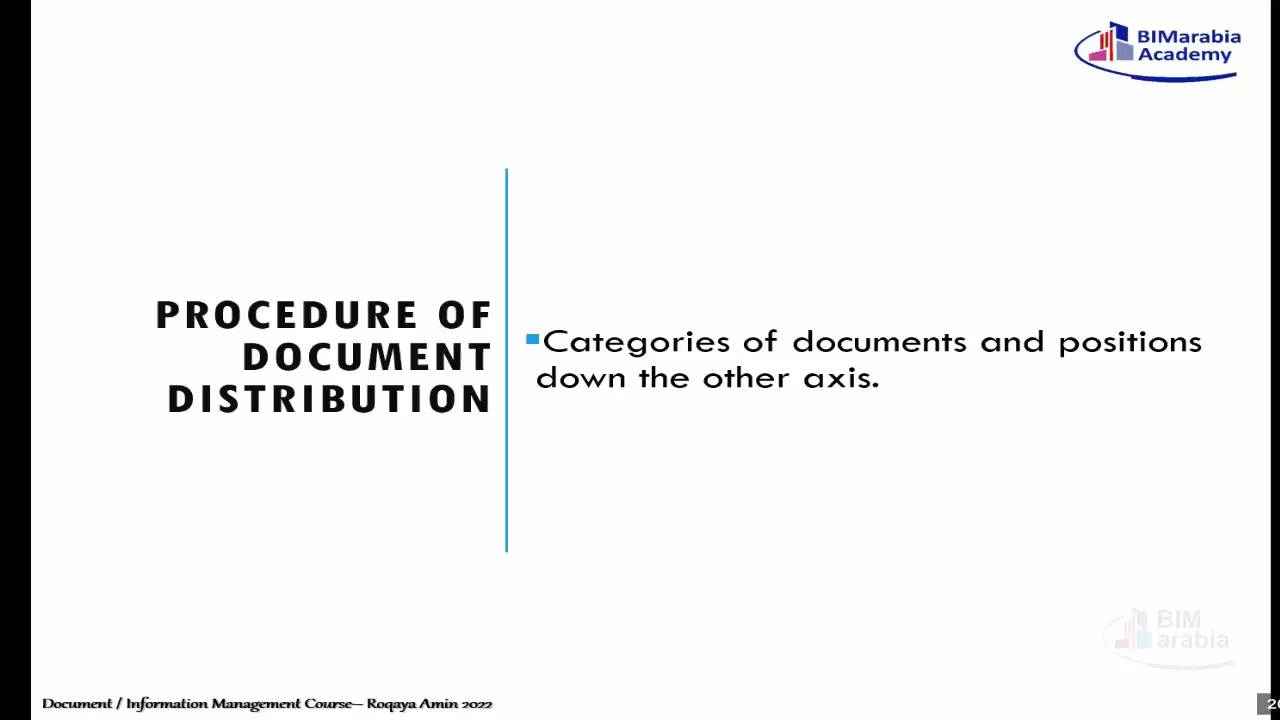 BIMarabia
Academy
PROCEDURE OF
DOCUMENT
DISTRIBUTION
Categories of documents and positions
down the other axis.
BIM
arabia
Document / Information Management Course– Roqaya Amin 2022